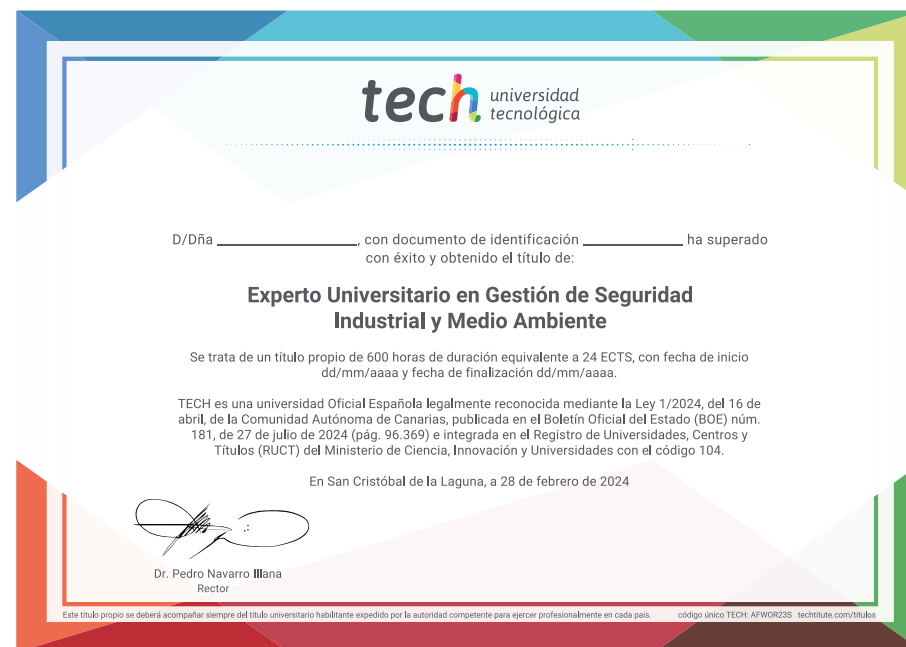 tech universidad
tecnológica
D/Dña ____________________, con documento de identificación ______________ ha superado
con éxito y obtenido el título de:
Experto Universitario en Gestión de Seguridad
Industrial y Medio Ambiente
Se trata de un título propio de 600 horas de duración equivalente a 24 ECTS, con fecha de inicio
dd/mm/aaaa y fecha de finalización dd/mm/aaaa.
TECH es una universidad Oficial Española legalmente reconocida mediante la Ley 1/2024, del 16 de
abril, de la Comunidad Autónoma de Canarias, publicada en el Boletín Oficial del Estado (BOE) núm.
181, de 27 de julio de 2024 (pág. 96.369) e integrada en el Registro de Universidades, Centros y
Títulos (RUCT) del Ministerio de Ciencia, Innovación y Universidades con el código 104.
En San Cristóbal de la Laguna, a 28 de febrero de 2024
Dr. Pedro Navarro Illana
Rector
Este título propio se deberá acompañar siempre del título universitario habilitante expedido por la autoridad competente para ejercer profesionalmente en cada país. código único TECH: AFWOR23S techtitute.com/titulos